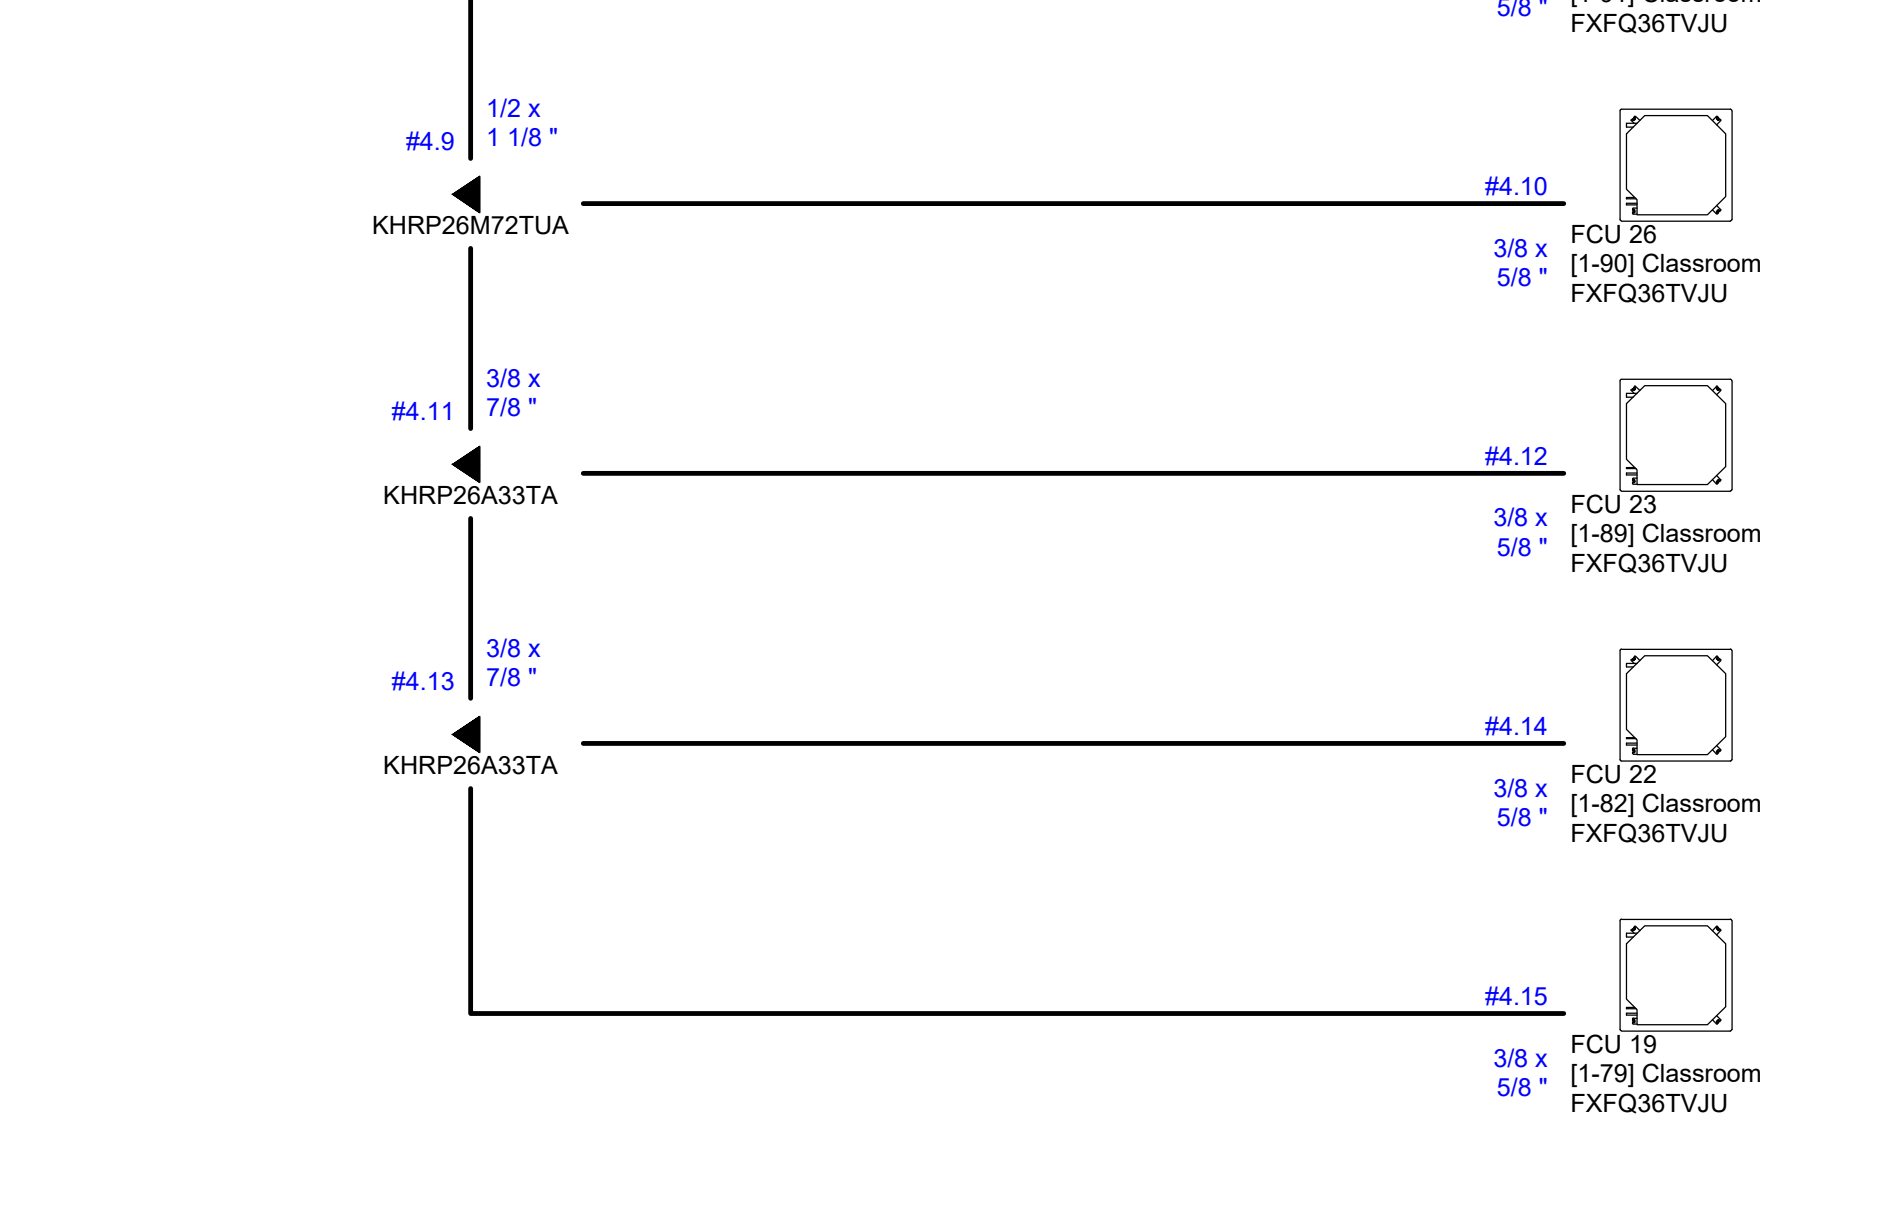 5/8 "
FXFQ36TVJU
1/2 x
#4.9
1 1/8 "
#4.10
KHRP26M72TUA
3/8 x
5/8 "
FCU 26
[1-90] Classroom
FXFQ36TVJU
3/8 x
#4.11
7/8 "
#4.12
KHRP26A33TA
3/8 x
5/8 "
FCU 23
[1-89] Classroom
FXFQ36TVJU
3/8 x
#4.13
7/8 "
#4.14
KHRP26A33TA
3/8 x
5/8 "
FCU 22
[1-82] Classroom
FXFQ36TVJU
#4.15
3/8 x
5/8 "
FCU 19
[1-79] Classroom
FXFQ36TVJU